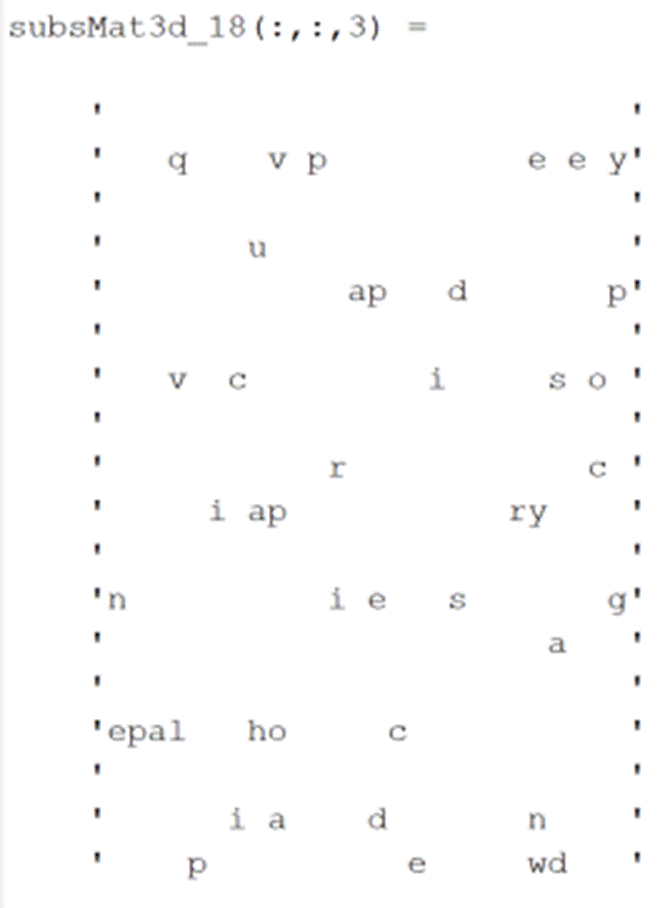 subsMat3d_18(:,:,3) =
'                          '
'   q    v p          e e y'
'                          '
'       u                  '
'            ap   d       p'
'                          '
'   v  c         i     s o '
'                          '
'           r            c '
'     i ap           ry    '
'                          '
'n          i e   s       g'
'                      a   '
'                          '
'epal   ho     c           '
'                          '
'      i a    d       n    '
'    p          e     wd   '